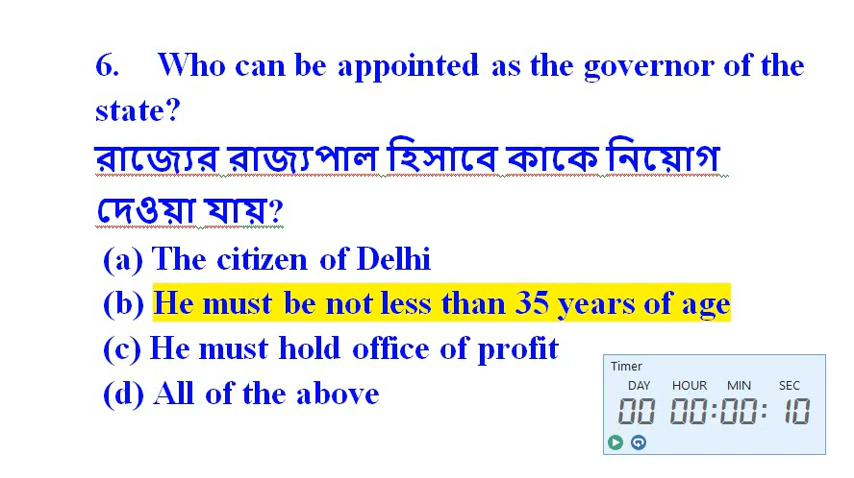 6. Who can be appointed as the governor of the
state?
রাজ্যের রাজ্যপাল হিসাবে কাকে নিয়োগ
দেওয়া যায়?
(a) The citizen of Delhi
(b) He must be not less than 35 years of age
(c) He must hold office of profit
(d) All of the above
Timer
DAY HOUR MIN SEC
00 00:00: 10